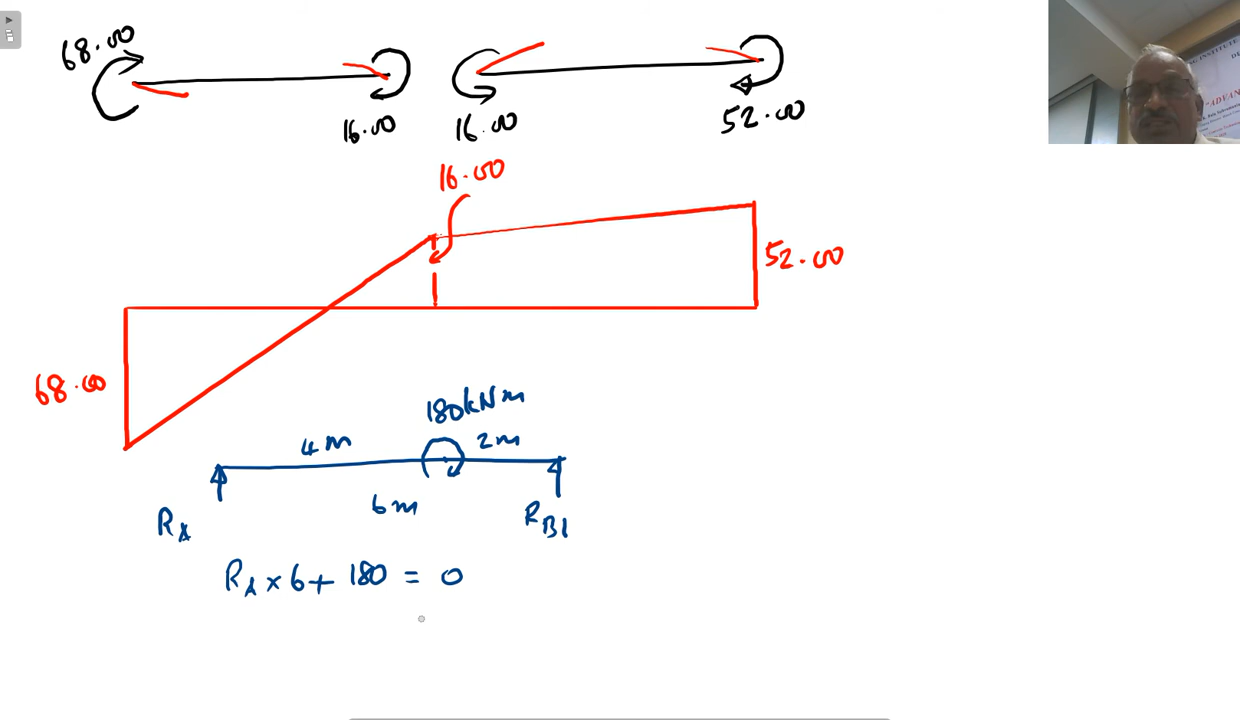 68.00
16.00
16.00
52.00
16.00
52.00
68.00
180kNm
4m
2m
6m
RA
RB1
RA × 6 + 180 = 0
"ADVAN